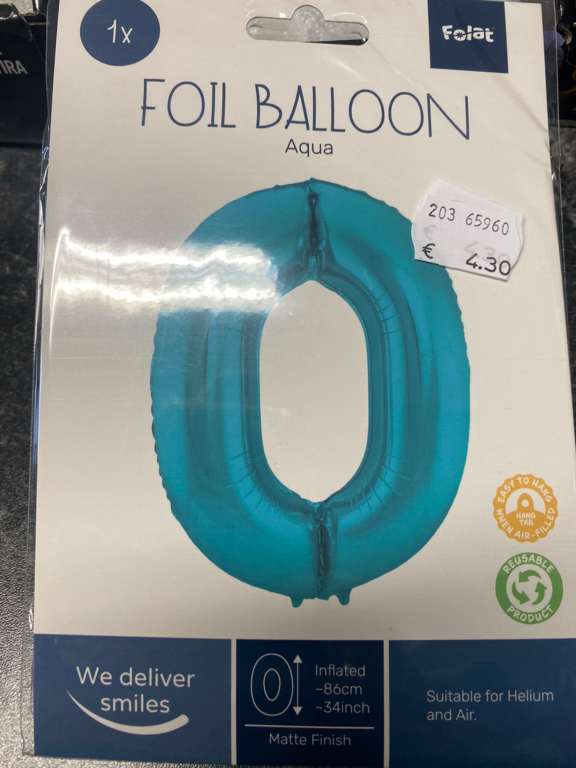 1x
Folat
TIRA
FOIL BALLOON
Aqua
203 65960
€ 4.30
EASY TO HANG
HANG
TAB
WHEN AIR-FILLED
REUSABLE
PRODUCT
We deliver
smiles
Inflated
~86cm
~34inch
Matte Finish
Suitable for Helium
and Air.